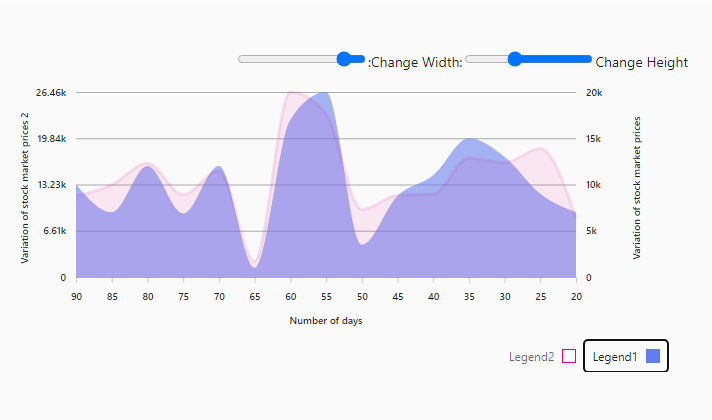 :Change Width: Change Height
26.46k
19.84k
13.23k
6.61k
0
Variation of stock market prices 2
20k
15k
10k
5k
0
Variation of stock market prices
90 85 80 75 70 65 60 55 50 45 40 35 30 25 20
Number of days
Legend2 Legend1